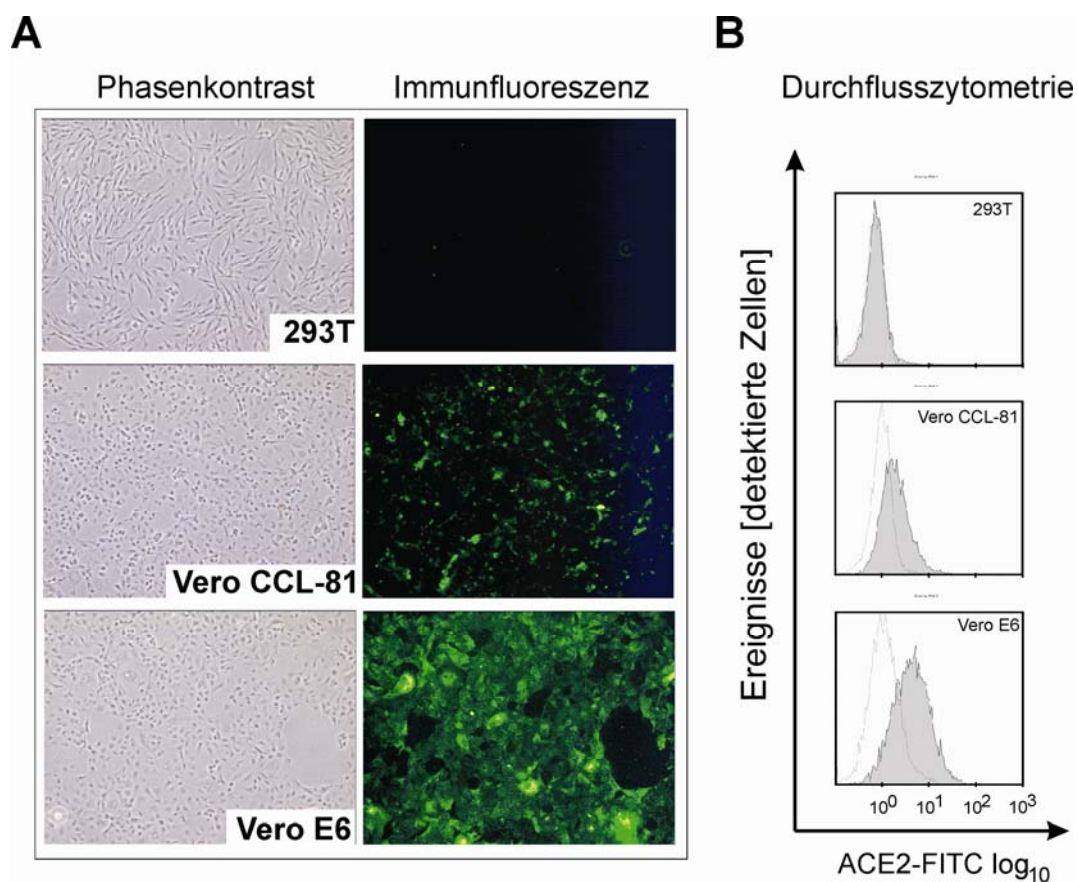 A
B
Phasenkontrast
Immunfluoreszenz
Durchflusszytometrie
293T
Vero CCL-81
Vero E6
Ereignisse [detektierte Zellen]
293T
Vero CCL-81
Vero E6
10⁰ 10¹ 10² 10³
ACE2-FITC log₁₀